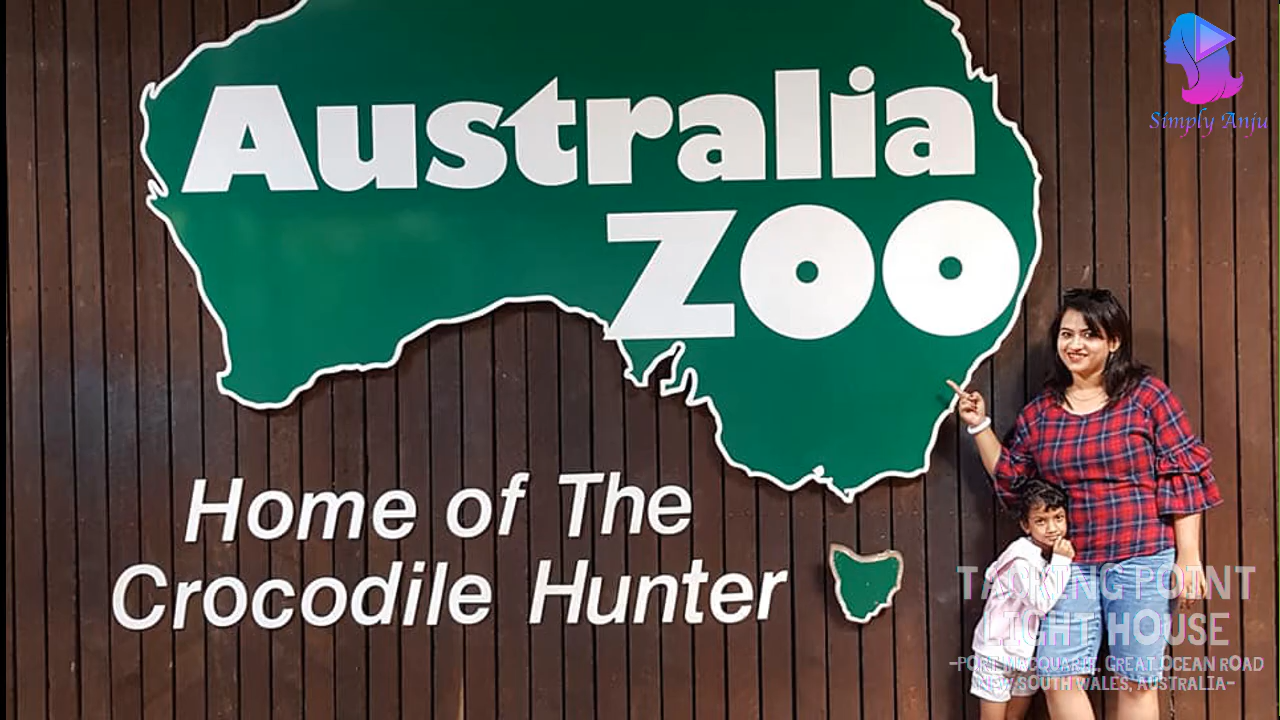 Simply Anju
Australia
ZOO
Home of The
Crocodile Hunter
TACKING POINT
LIGHT HOUSE
-PORT MACQUARIE, GREAT OCEAN ROAD
NEW SOUTH WALES, AUSTRALIA-